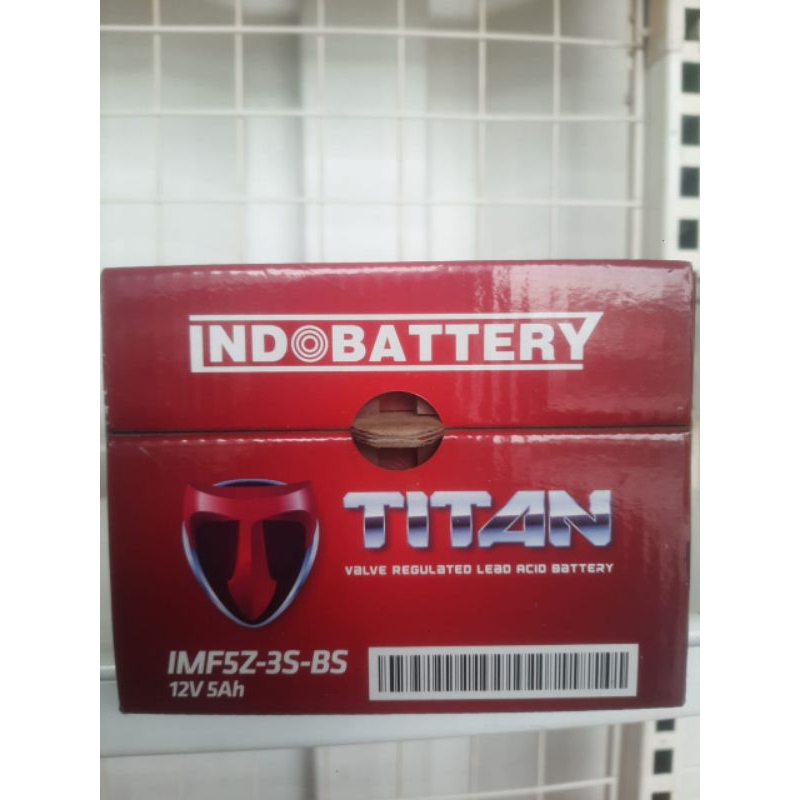 INDOBATTERY
TITAN
VALVE REGULATED LEAD ACID BATTERY
IMF5Z-3S-BS
12V 5Ah